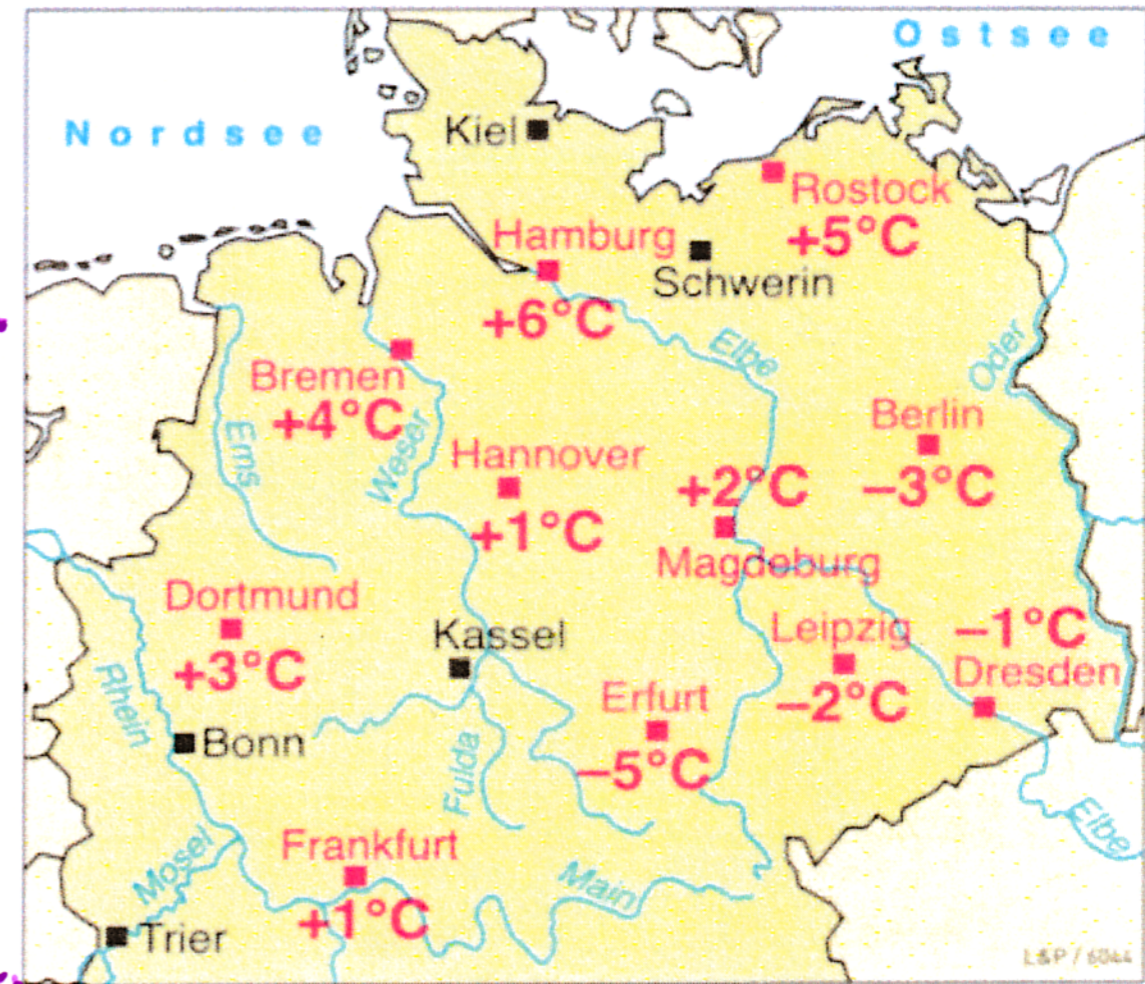 Ostsee
Nordsee
Kiel
Rostock
+5°C
Hamburg
+6°C
Schwerin
Elbe
Oder
Bremen
+4°C
Ems
Weser
Hannover
+1°C
+2°C
Magdeburg
Berlin
–3°C
Dortmund
+3°C
Kassel
Leipzig
–2°C
–1°C
Dresden
Rhein
Bonn
Erfurt
–5°C
Fulda
Mosel
Frankfurt
+1°C
Main
Elbe
Trier
L&P / 6044